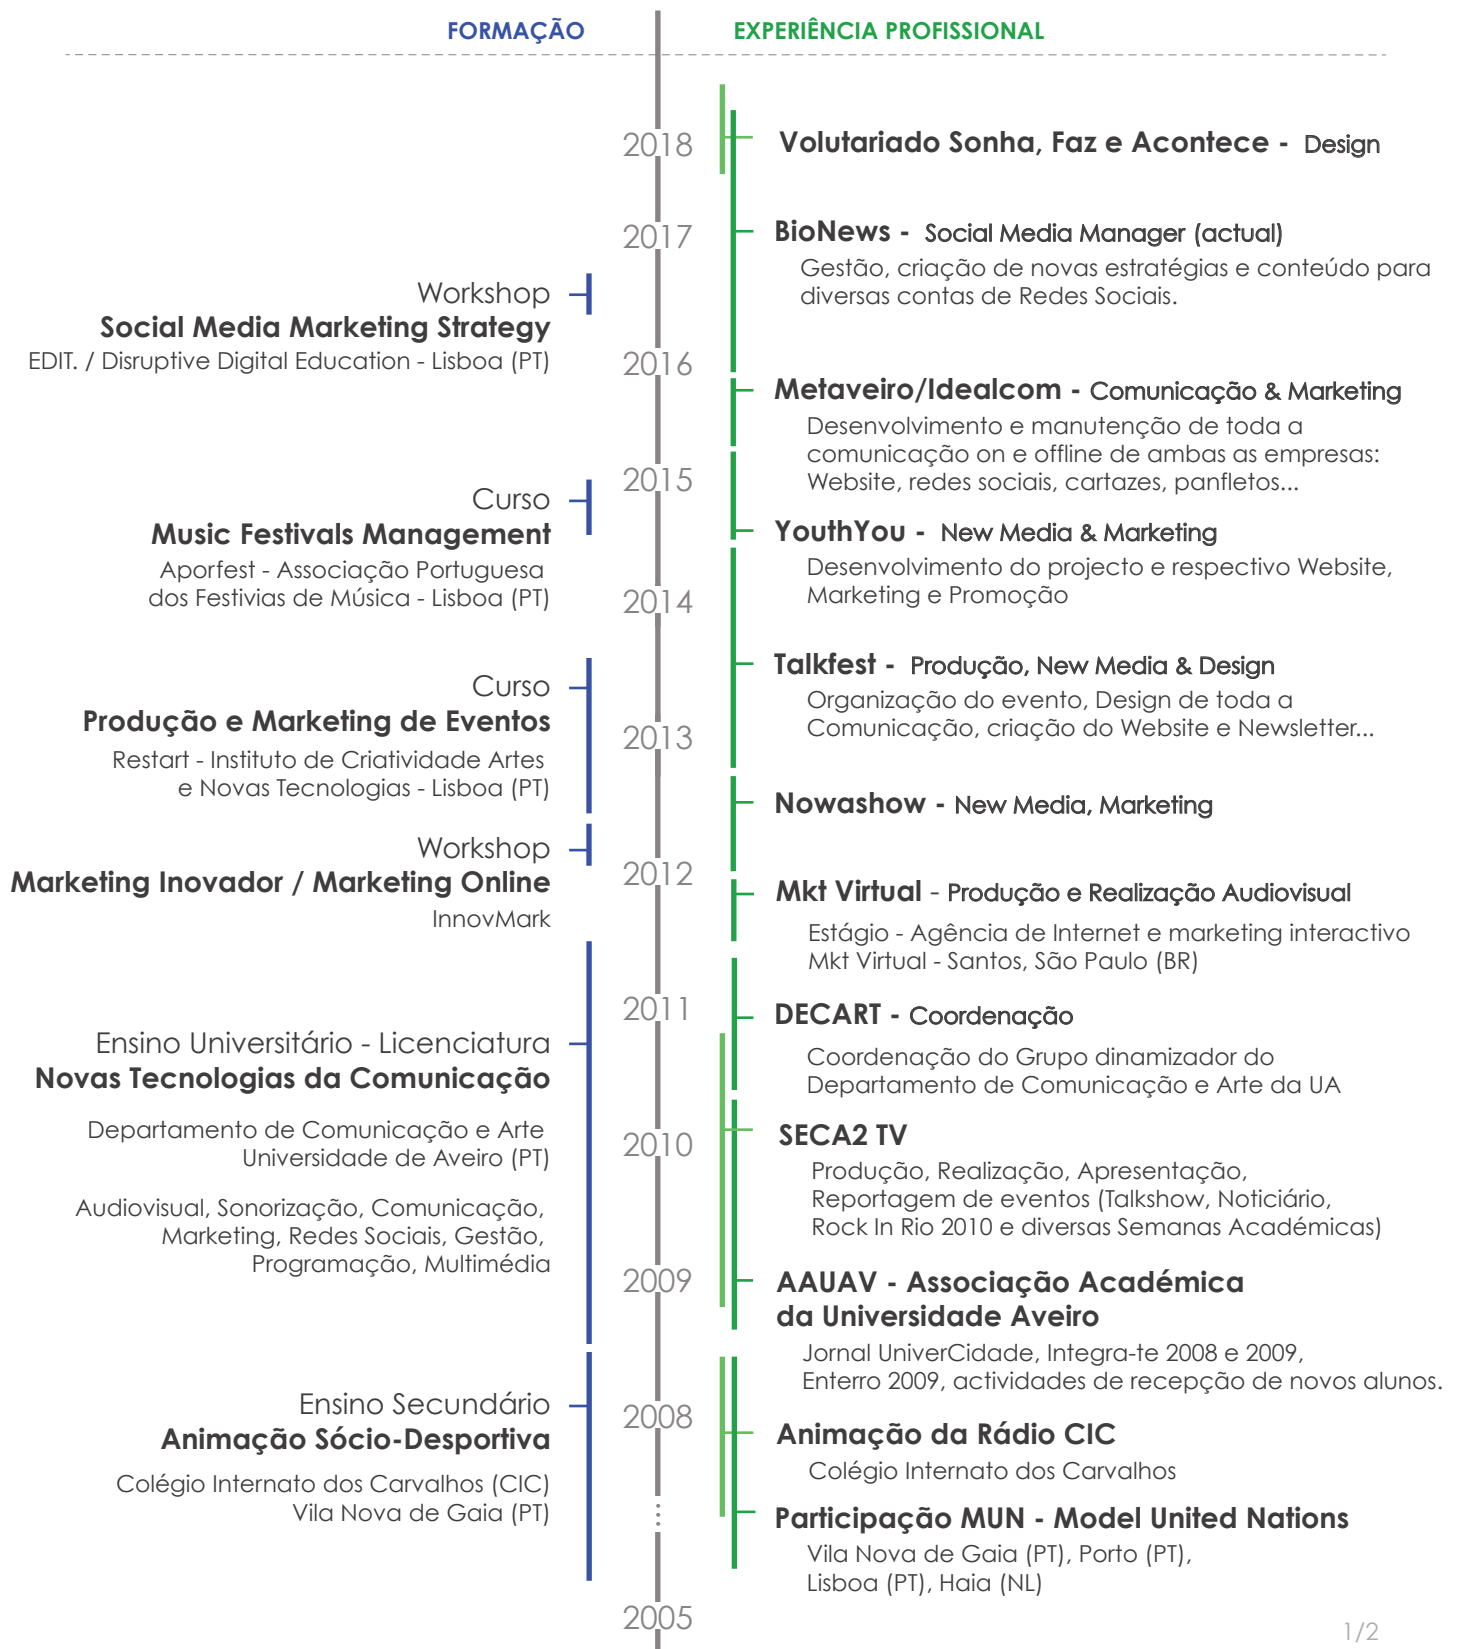 FORMAÇÃO
EXPERIÊNCIA PROFISSIONAL
2018
Volutariado Sonha, Faz e Acontece - Design
2017
BioNews - Social Media Manager (actual)
Gestão, criação de novas estratégias e conteúdo para
diversas contas de Redes Sociais.
Workshop
Social Media Marketing Strategy
EDIT. / Disruptive Digital Education - Lisboa (PT)
2016
Metaveiro/Idealcom - Comunicação & Marketing
Desenvolvimento e manutenção de toda a
comunicação on e offline de ambas as empresas:
Website, redes sociais, cartazes, panfletos...
2015
Curso
Music Festivals Management
Aporfest - Associação Portuguesa
dos Festivias de Música - Lisboa (PT)
YouthYou - New Media & Marketing
Desenvolvimento do projecto e respectivo Website,
Marketing e Promoção
2014
Talkfest - Produção, New Media & Design
Organização do evento, Design de toda a
Comunicação, criação do Website e Newsletter...
Curso
Produção e Marketing de Eventos
Restart - Instituto de Criatividade Artes
e Novas Tecnologias - Lisboa (PT)
2013
Nowashow - New Media, Marketing
Workshop
Marketing Inovador / Marketing Online
InnovMark
2012
Mkt Virtual - Produção e Realização Audiovisual
Estágio - Agência de Internet e marketing interactivo
Mkt Virtual - Santos, São Paulo (BR)
2011
DECART - Coordenação
Coordenação do Grupo dinamizador do
Departamento de Comunicação e Arte da UA
Ensino Universitário - Licenciatura
Novas Tecnologias da Comunicação
Departamento de Comunicação e Arte
Universidade de Aveiro (PT)
Audiovisual, Sonorização, Comunicação,
Marketing, Redes Sociais, Gestão,
Programação, Multimédia
2010
SECA2 TV
Produção, Realização, Apresentação,
Reportagem de eventos (Talkshow, Noticiário,
Rock In Rio 2010 e diversas Semanas Académicas)
2009
AAUAV - Associação Académica
da Universidade Aveiro
Jornal UniverCidade, Integra-te 2008 e 2009,
Enterro 2009, actividades de recepção de novos alunos.
Ensino Secundário
Animação Sócio-Desportiva
Colégio Internato dos Carvalhos (CIC)
Vila Nova de Gaia (PT)
2008
Animação da Rádio CIC
Colégio Internato dos Carvalhos
Participação MUN - Model United Nations
Vila Nova de Gaia (PT), Porto (PT),
Lisboa (PT), Haia (NL)
2005
1/2